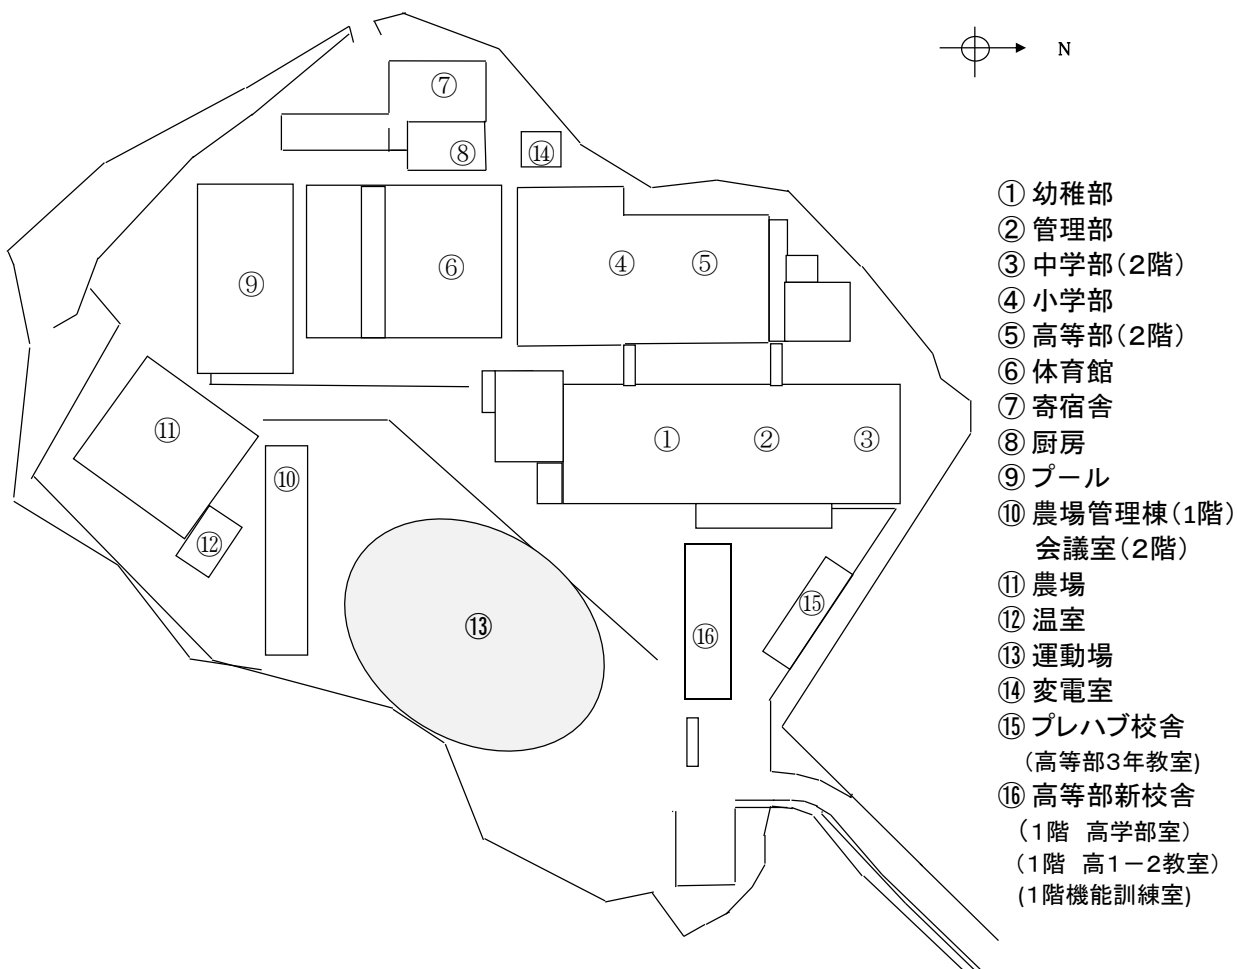 N
⑦
⑧
⑭
④
⑤
⑥
⑨
⑪
①
②
③
⑩
⑫
⑮
⑬
⑯
① 幼稚部
② 管理部
③ 中学部(2階)
④ 小学部
⑤ 高等部(2階)
⑥ 体育館
⑦ 寄宿舎
⑧ 厨房
⑨ プール
⑩ 農場管理棟(1階)
会議室(2階)
⑪ 農場
⑫ 温室
⑬ 運動場
⑭ 変電室
⑮ プレハブ校舎
(高等部3年教室)
⑯ 高等部新校舎
(1階 高学部室)
(1階 高1-2教室)
(1階機能訓練室)